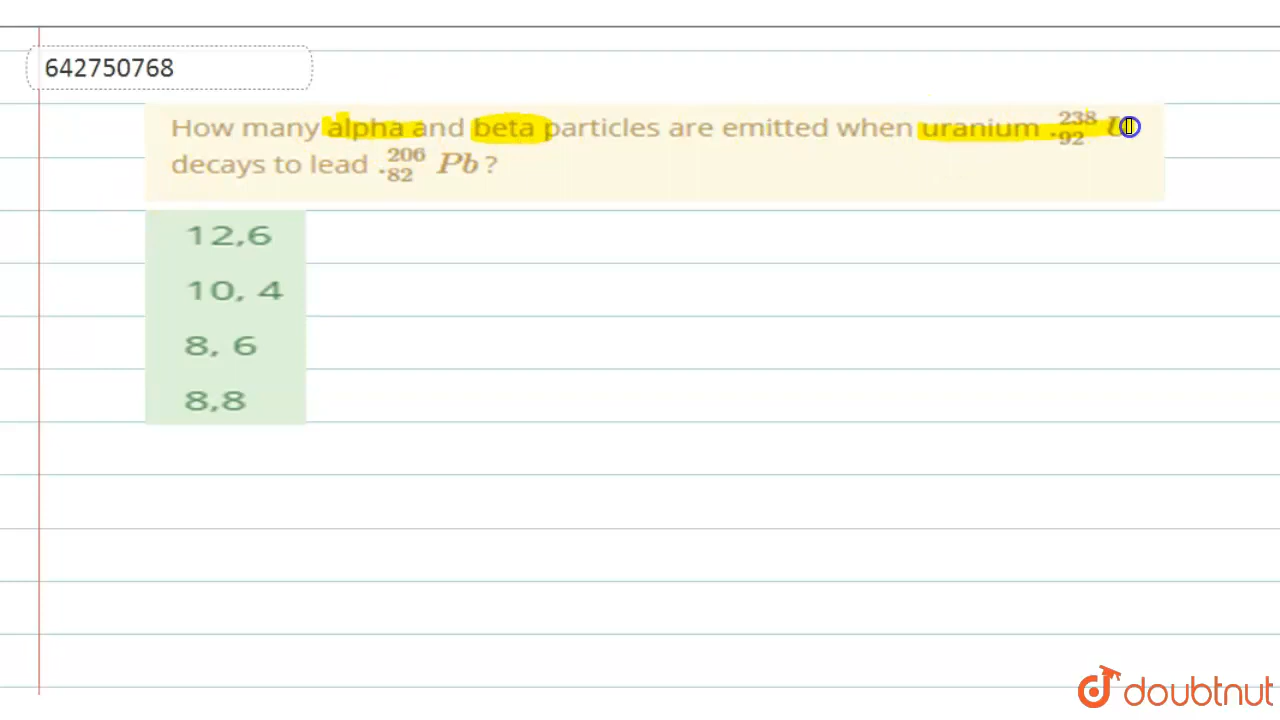 642750768
How many alpha and beta particles are emitted when uranium .²³⁸₉₂ U
decays to lead .²⁰⁶₈₂ Pb ?
12,6
10, 4
8, 6
8,8
doubtnut